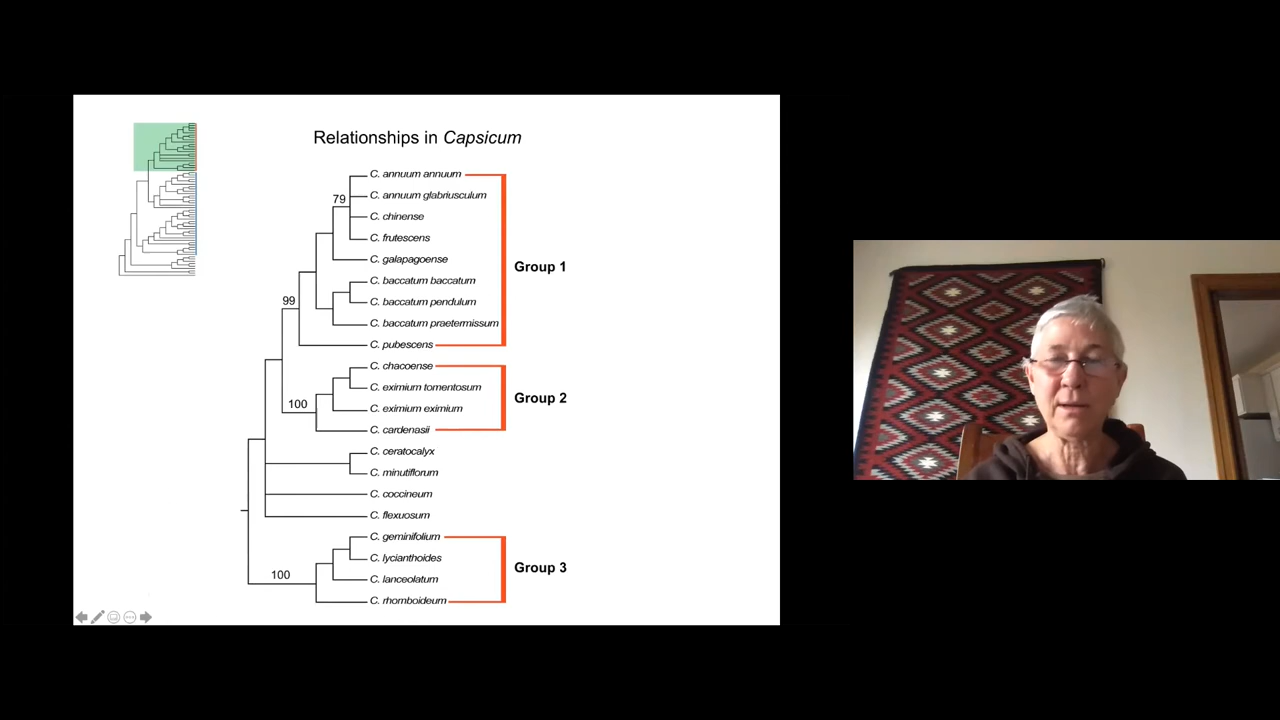 Relationships in Capsicum
C. annuum annuum
C. annuum glabriusculum
79
C. chinense
C. frutescens
C. galapagoense
Group 1
C. baccatum baccatum
C. baccatum pendulum
99
C. baccatum praetermissum
C. pubescens
C. chacoense
C. eximium tomentosum
Group 2
100
C. eximium eximium
C. cardenasii
C. ceratocalyx
C. minutiflorum
C. coccineum
C. flexuosum
C. geminifolium
C. lycianthoides
Group 3
100
C. lanceolatum
C. rhomboideum